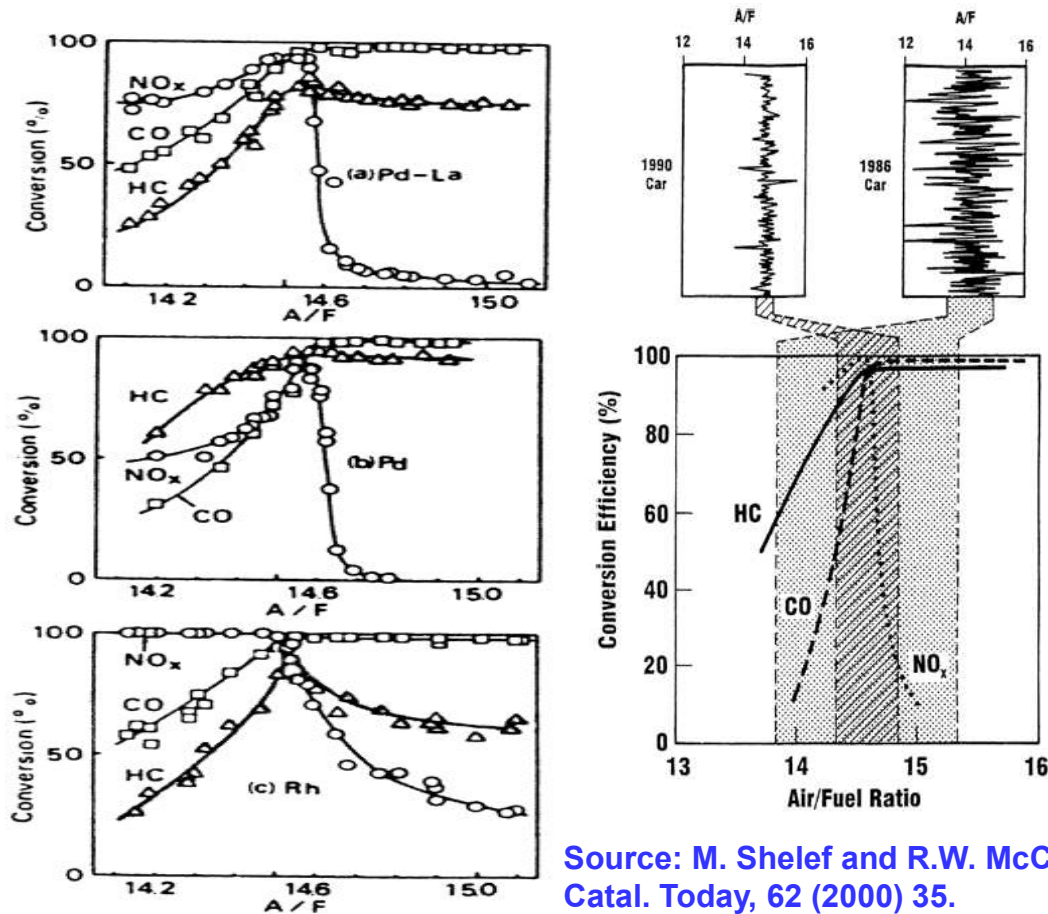 Conversion (%)
100
50
0
NOx
CO
HC
(a) Pd-La
14.2
14.6
15.0
A/F
Conversion (%)
100
50
0
HC
NOx
CO
(b) Pd
14.2
14.6
15.0
A/F
Conversion (%)
100
50
0
NOx
CO
HC
(c) Rh
14.2
14.6
15.0
A/F
A/F
12 14 16
1990
Car
A/F
12 14 16
1986
Car
Conversion Efficiency (%)
100
80
60
40
20
0
HC
CO
NOx
13 14 15 16
Air/Fuel Ratio
Source: M. Shelef and R.W. McC
Catal. Today, 62 (2000) 35.